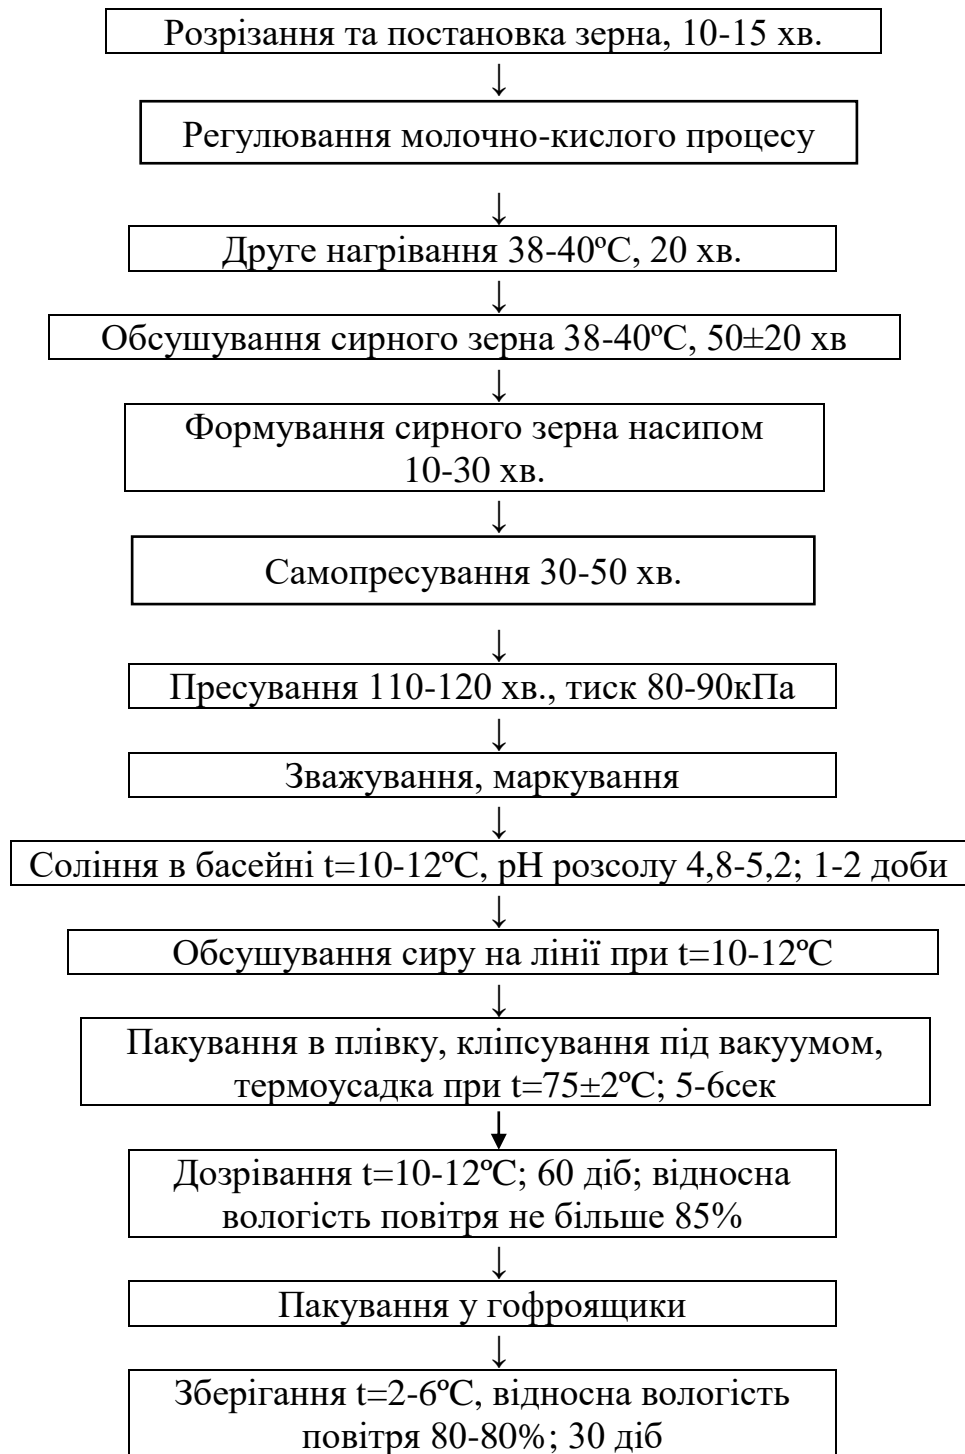 Розрізання та постановка зерна, 10-15 хв.
↓
Регулювання молочно-кислого процесу
↓
Друге нагрівання 38-40ºС, 20 хв.
↓
Обсушування сирного зерна 38-40ºС, 50±20 хв
↓
Формування сирного зерна насипом
10-30 хв.
↓
Самопресування 30-50 хв.
↓
Пресування 110-120 хв., тиск 80-90кПа
↓
Зважування, маркування
↓
Соління в басейні t=10-12ºС, рН розсолу 4,8-5,2; 1-2 доби
↓
Обсушування сиру на лінії при t=10-12ºС
↓
Пакування в плівку, кліпсування під вакуумом,
термоусадка при t=75±2ºС; 5-6сек
↓
Дозрівання t=10-12ºС; 60 діб; відносна
вологість повітря не більше 85%
↓
Пакування у гофроящики
↓
Зберігання t=2-6ºС, відносна вологість
повітря 80-80%; 30 діб